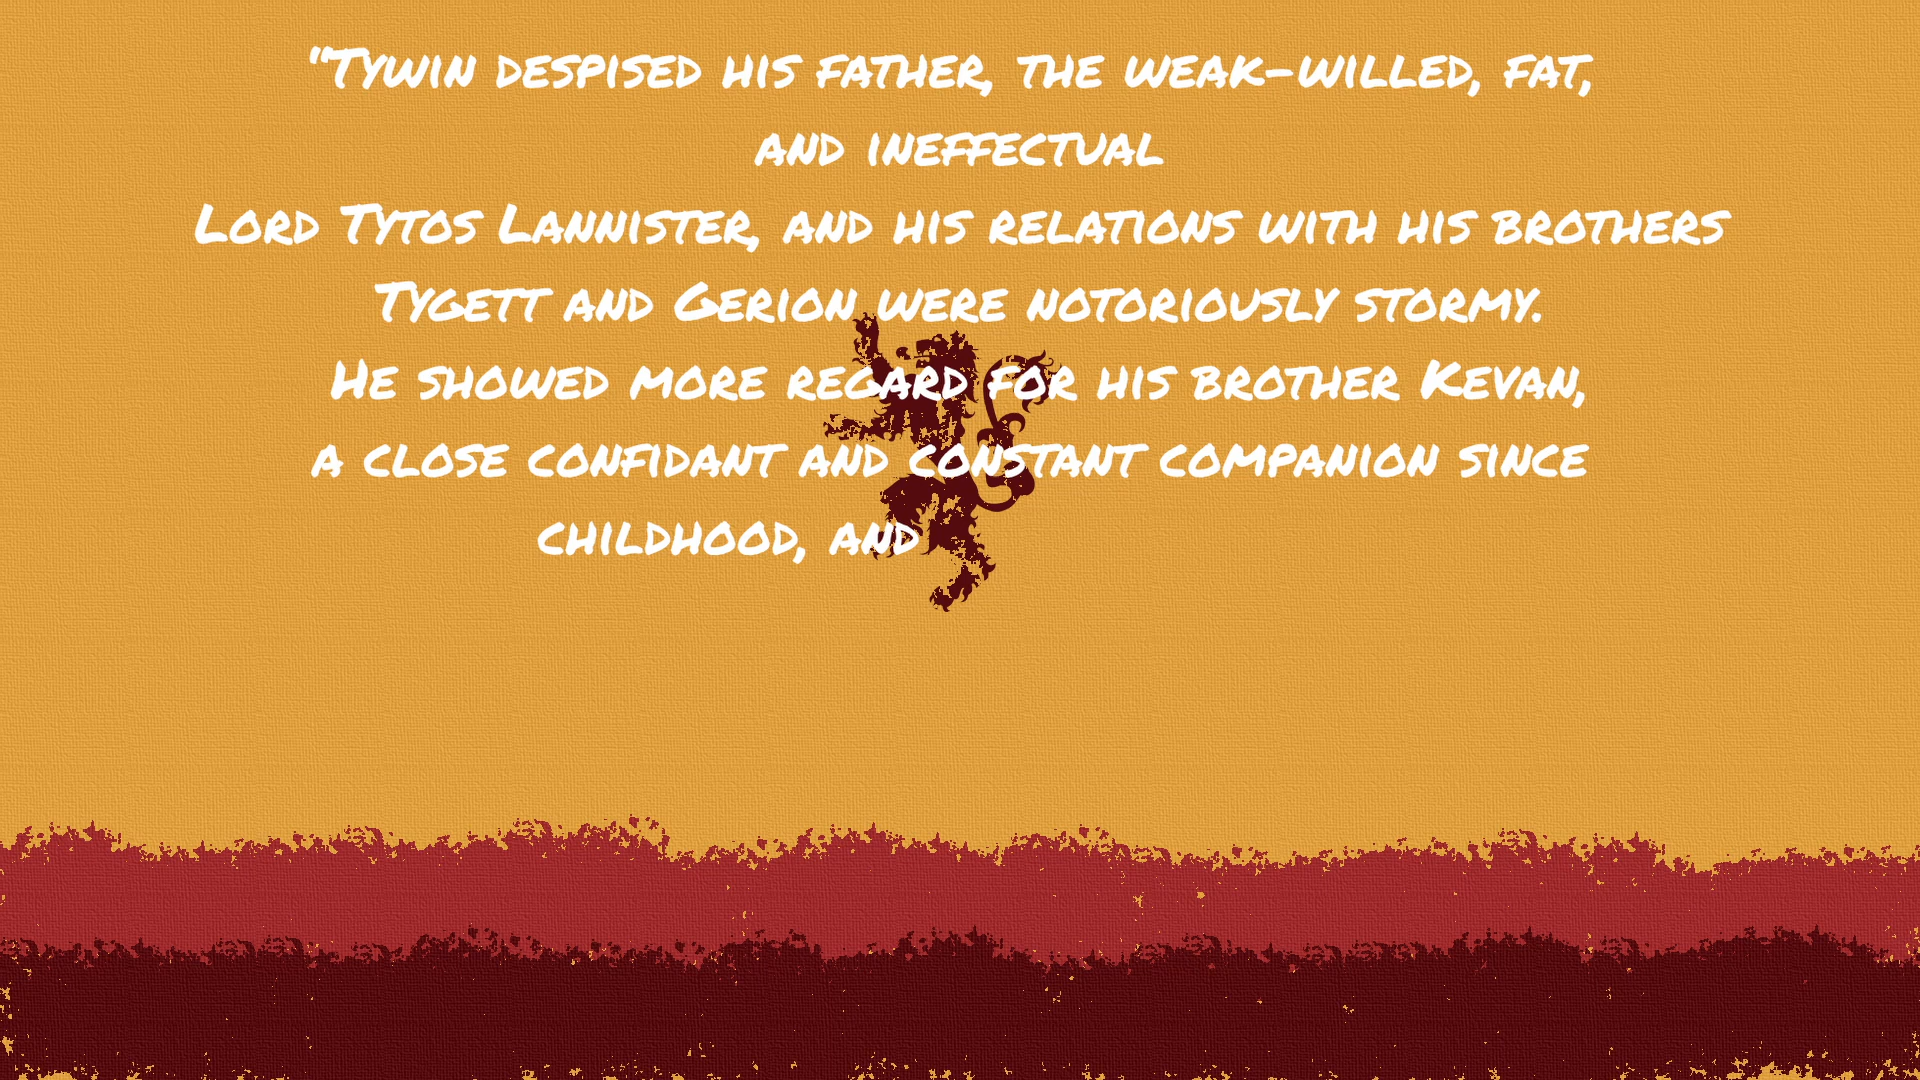 "Tywin despised his father, the weak-willed, fat,
and ineffectual
Lord Tytos Lannister, and his relations with his brothers
Tygett and Gerion were notoriously stormy.
He showed more regard for his brother Kevan,
a close confidant and constant companion since
childhood, and